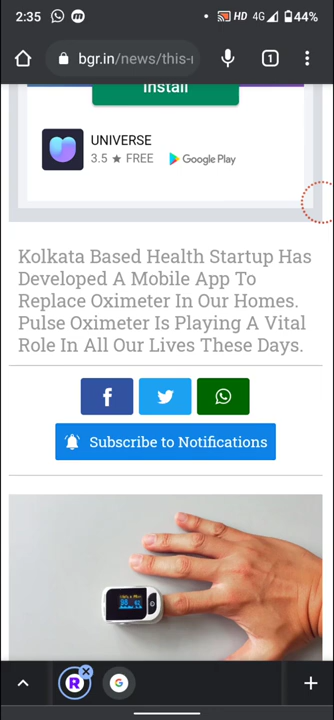 2:35
HD 4G 44%
bgr.in/news/this-
1
Install
UNIVERSE
3.5 ★ FREE Google Play
Kolkata Based Health Startup Has
Developed A Mobile App To
Replace Oximeter In Our Homes.
Pulse Oximeter Is Playing A Vital
Role In All Our Lives These Days.
Subscribe to Notifications